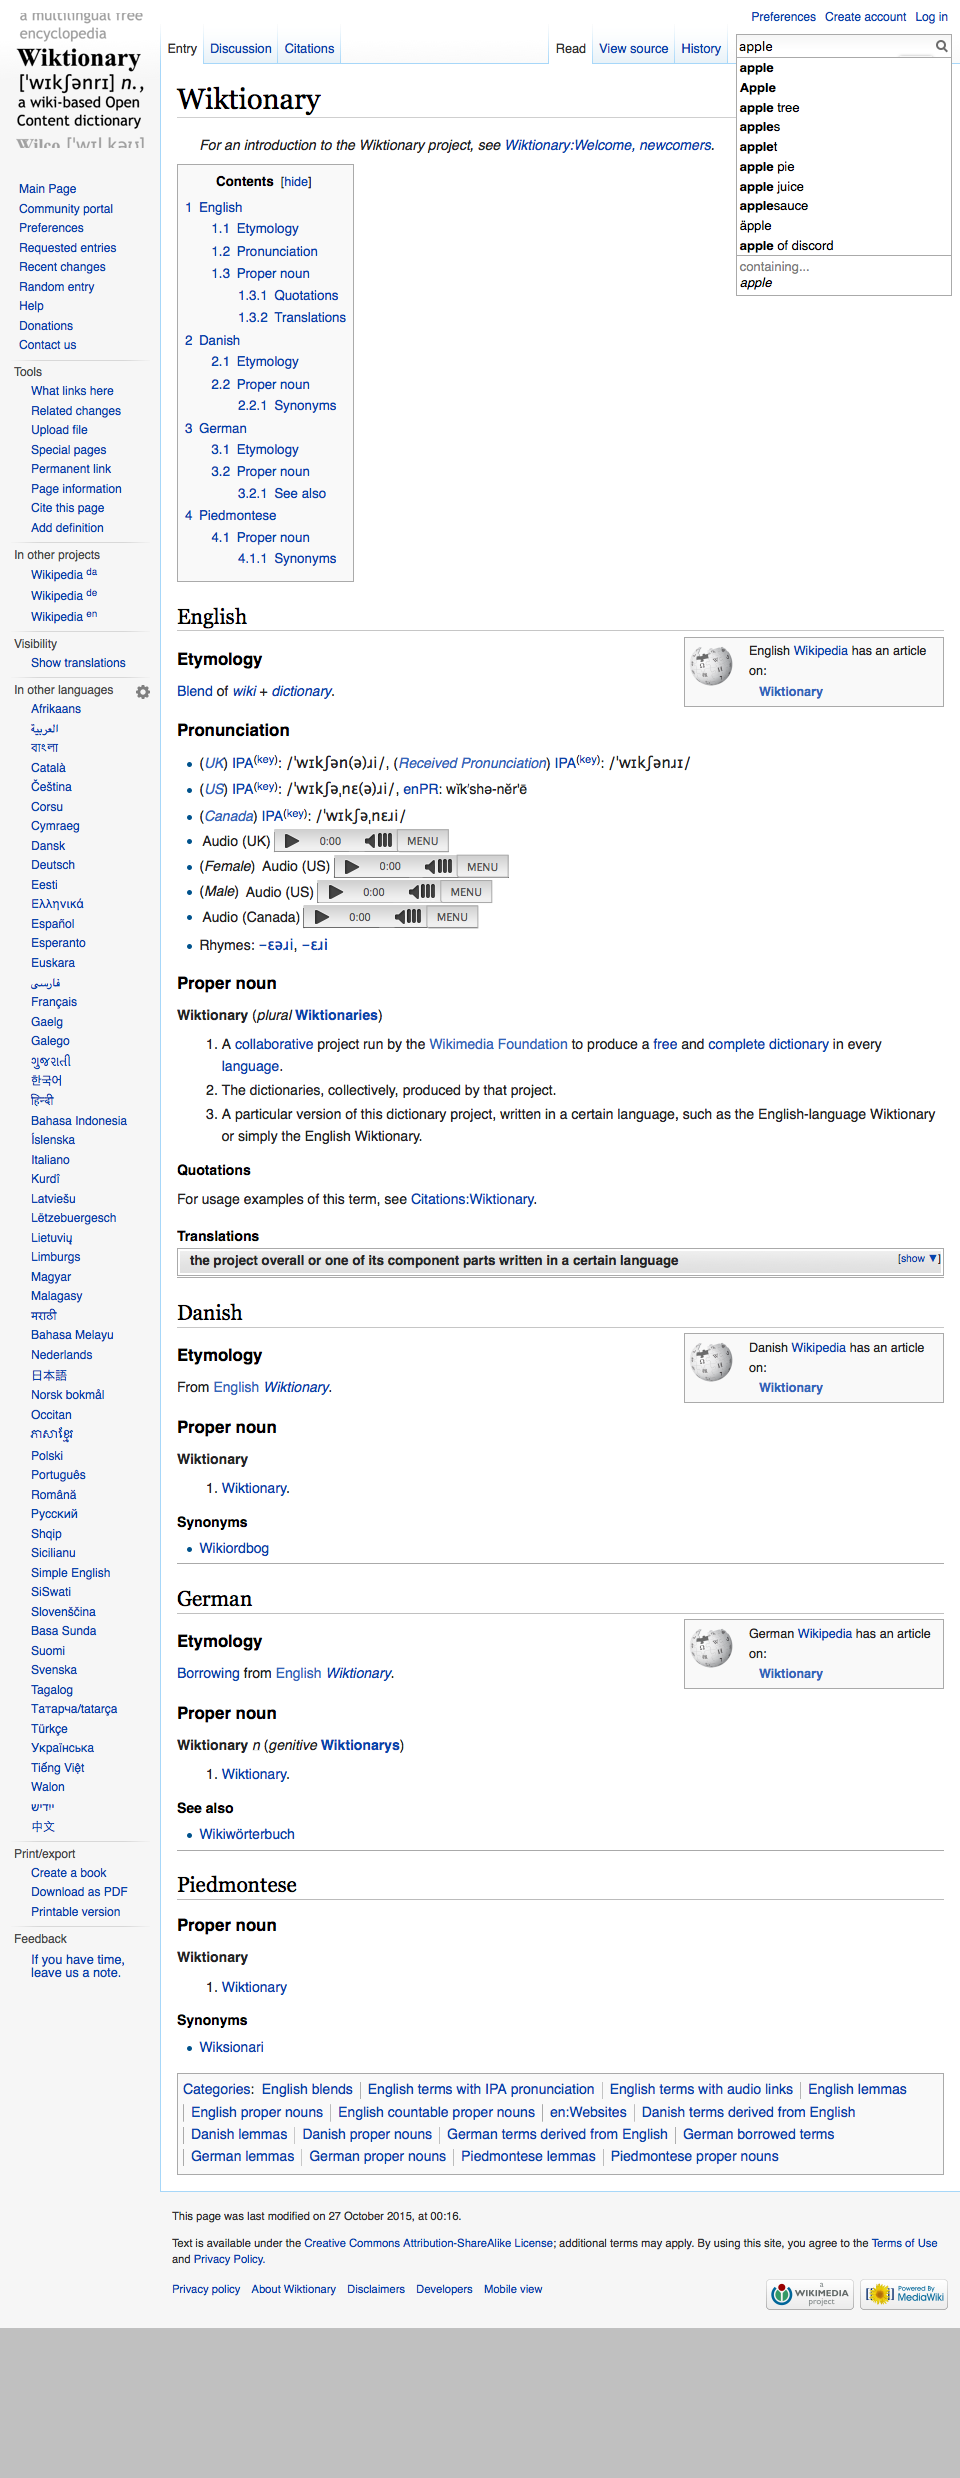 a multilingual free
encyclopedia
Wiktionary
[ˈwɪkʃənrɪ] n.,
a wiki-based Open
Content dictionary
Preferences Create account Log in
Entry Discussion Citations Read View source History
apple
apple
Apple
apple tree
apples
applet
apple pie
apple juice
applesauce
äpple
apple of discord
containing...
apple
Main Page
Community portal
Preferences
Requested entries
Recent changes
Random entry
Help
Donations
Contact us
Tools
What links here
Related changes
Upload file
Special pages
Permanent link
Page information
Cite this page
Add definition
In other projects
Wikipedia da
Wikipedia de
Wikipedia en
Visibility
Show translations
In other languages
Afrikaans
العربية
বাংলা
Català
Čeština
Corsu
Cymraeg
Dansk
Deutsch
Eesti
Ελληνικά
Español
Esperanto
Euskara
فارسی
Français
Gaelg
Galego
ગુજરાતી
한국어
हिन्दी
Bahasa Indonesia
Íslenska
Italiano
Kurdî
Latviešu
Lëtzebuergesch
Lietuvių
Limburgs
Magyar
Malagasy
मराठी
Bahasa Melayu
Nederlands
日本語
Norsk bokmål
Occitan
ភាសាខ្មែរ
Polski
Português
Română
Русский
Shqip
Sicilianu
Simple English
SiSwati
Slovenščina
Basa Sunda
Suomi
Svenska
Tagalog
Татарча/tatarça
Türkçe
Українська
Tiếng Việt
Walon
ייִדיש
中文
Print/export
Create a book
Download as PDF
Printable version
Feedback
If you have time,
leave us a note.
Wiktionary
For an introduction to the Wiktionary project, see Wiktionary:Welcome, newcomers.
Contents [hide]
1 English
1.1 Etymology
1.2 Pronunciation
1.3 Proper noun
1.3.1 Quotations
1.3.2 Translations
2 Danish
2.1 Etymology
2.2 Proper noun
2.2.1 Synonyms
3 German
3.1 Etymology
3.2 Proper noun
3.2.1 See also
4 Piedmontese
4.1 Proper noun
4.1.1 Synonyms
English
English Wikipedia has an article
on:
Wiktionary
Etymology
Blend of wiki + dictionary.
Pronunciation
• (UK) IPA(key): /ˈwɪkʃən(ə)ɹi/, (Received Pronunciation) IPA(key): /ˈwɪkʃənɹɪ/
• (US) IPA(key): /ˈwɪkʃəˌnɛ(ə)ɹi/, enPR: wĭk'shə-nĕr'ē
• (Canada) IPA(key): /ˈwɪkʃəˌnɛɹi/
• Audio (UK) 0:00 MENU
• (Female) Audio (US) 0:00 MENU
• (Male) Audio (US) 0:00 MENU
• Audio (Canada) 0:00 MENU
• Rhymes: -ɛəɹi, -ɛɹi
Proper noun
Wiktionary (plural Wiktionaries)
1. A collaborative project run by the Wikimedia Foundation to produce a free and complete dictionary in every
language.
2. The dictionaries, collectively, produced by that project.
3. A particular version of this dictionary project, written in a certain language, such as the English-language Wiktionary
or simply the English Wiktionary.
Quotations
For usage examples of this term, see Citations:Wiktionary.
Translations
the project overall or one of its component parts written in a certain language [show ▼]
Danish
Danish Wikipedia has an article
on:
Wiktionary
Etymology
From English Wiktionary.
Proper noun
Wiktionary
1. Wiktionary.
Synonyms
• Wikiordbog
German
German Wikipedia has an article
on:
Wiktionary
Etymology
Borrowing from English Wiktionary.
Proper noun
Wiktionary n (genitive Wiktionarys)
1. Wiktionary.
See also
• Wikiwörterbuch
Piedmontese
Proper noun
Wiktionary
1. Wiktionary
Synonyms
• Wiksionari
Categories: English blends | English terms with IPA pronunciation | English terms with audio links | English lemmas
| English proper nouns | English countable proper nouns | en:Websites | Danish terms derived from English
| Danish lemmas | Danish proper nouns | German terms derived from English | German borrowed terms
| German lemmas | German proper nouns | Piedmontese lemmas | Piedmontese proper nouns
This page was last modified on 27 October 2015, at 00:16.
Text is available under the Creative Commons Attribution-ShareAlike License; additional terms may apply. By using this site, you agree to the Terms of Use
and Privacy Policy.
Privacy policy About Wiktionary Disclaimers Developers Mobile view
a
WIKIMEDIA
project
Powered By
MediaWiki